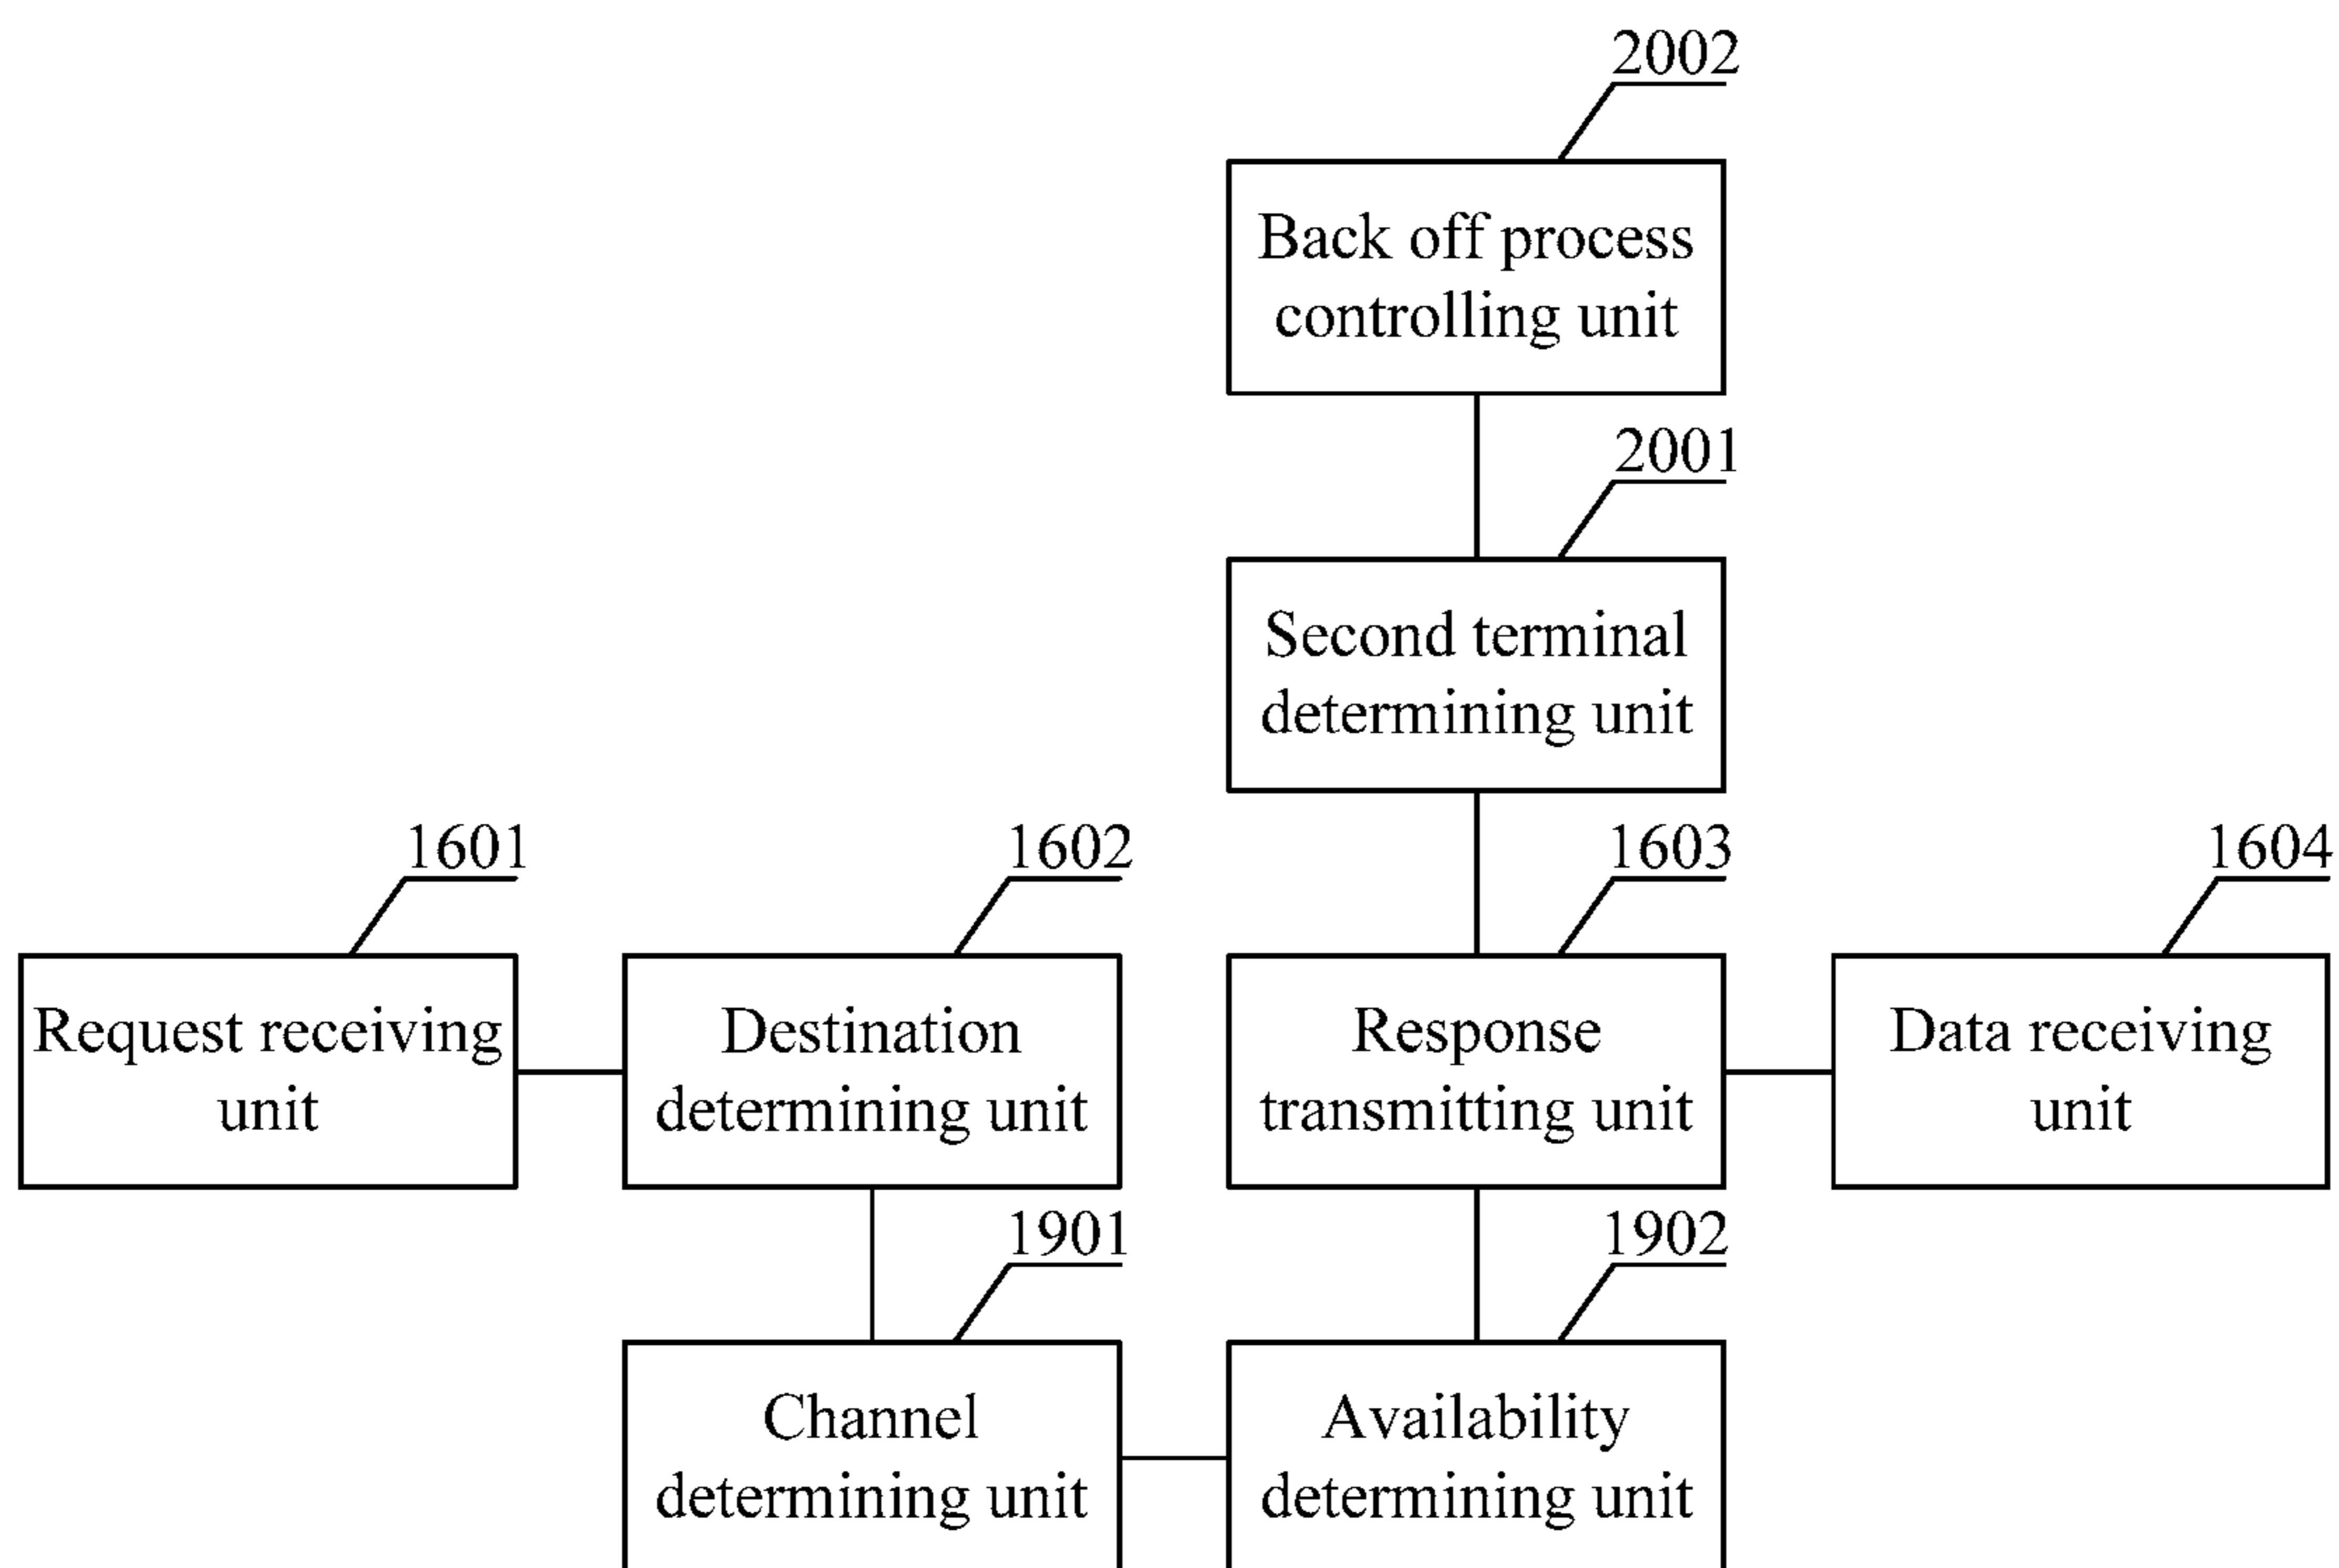 2002
Back off process
controlling unit
2001
Second terminal
determining unit
1601
1602
1603
1604
Request receiving
unit
Destination
determining unit
Response
transmitting unit
Data receiving
unit
1901
1902
Channel
determining unit
Availability
determining unit